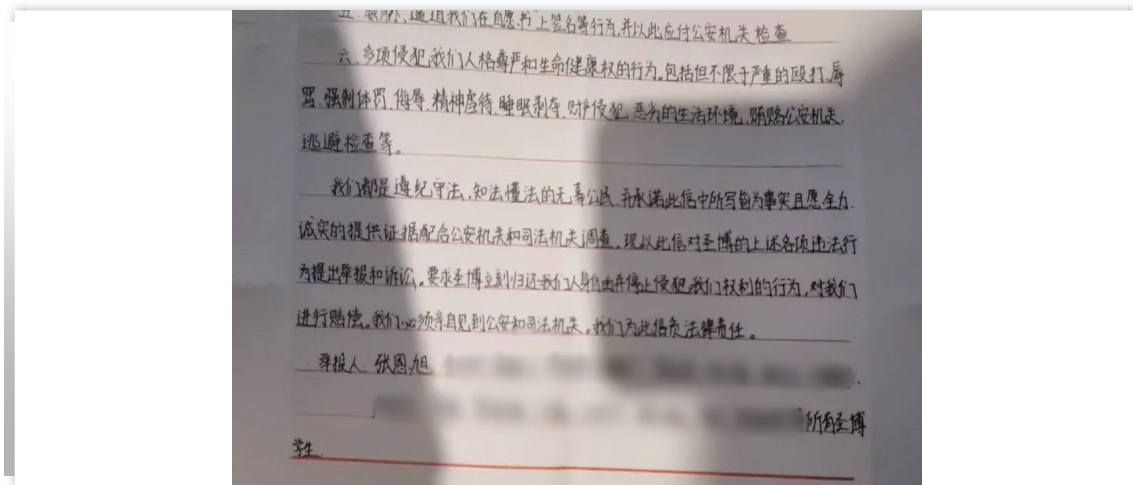 五. 威胁、逼迫我们在"自愿书"上签名等行为,并以此应付公安机关检查
六、多项侵犯我们人格尊严和生命健康权的行为。包括但不限于严重的殴打、辱
骂、强制体罚、侮辱、精神虐待、睡眠剥夺、财产侵犯、恶劣的生活环境、贿赂公安机关、
逃避检查等。
我们都是遵纪守法、知法懂法的无辜公民,并承诺此信中所写皆为事实且愿全力、
诚实的提供证据配合公安机关和司法机关调查。现以此信对圣博的上述各项违法行
为提出举报和诉讼。要求圣博立刻归还我们人身自由并停止侵犯我们权利的行为,对我们
进行赔偿。我们必须亲自见到公安和司法机关。我们为此信负法律责任。
举报人: 张恩旭
所有圣博
学生